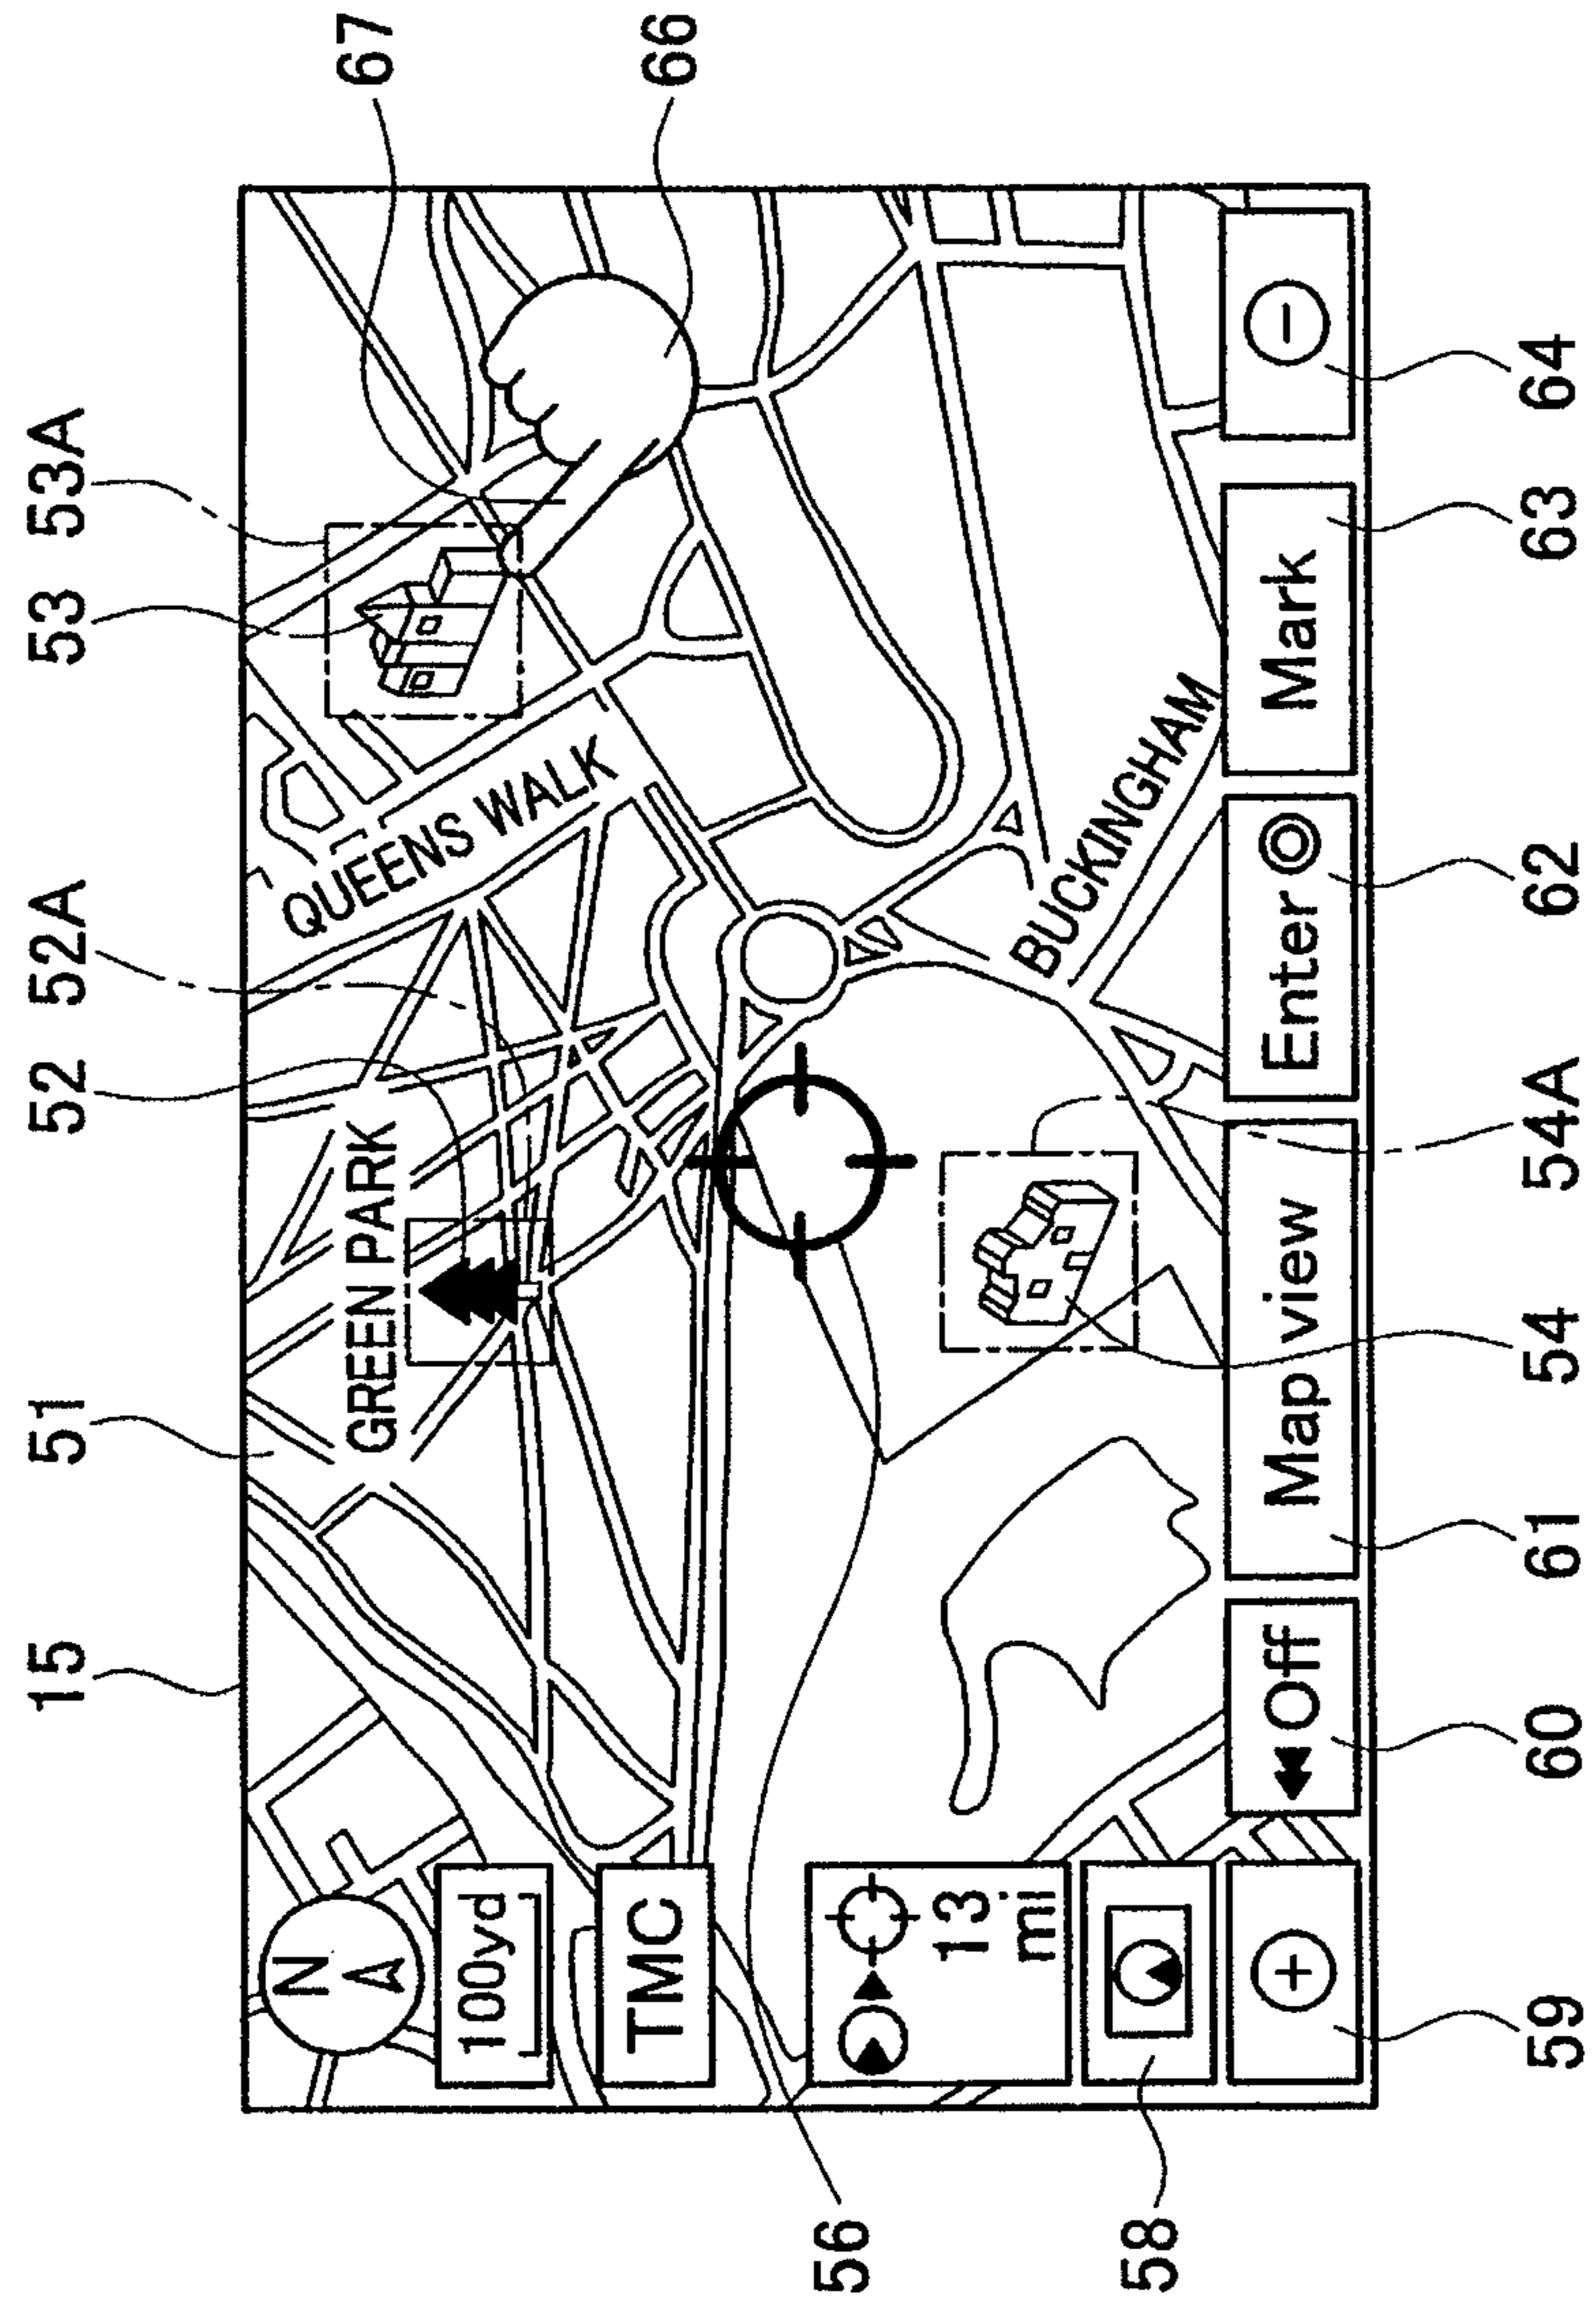 15 51 52 52A 53 53A
67
66
N
100yd
TMC
13
mi
+
GREEN PARK
QUEENS WALK
BUCKINGHAM
Off
Map view
Enter
Mark
−
56
58
59 60 61 54 54A 62 63 64